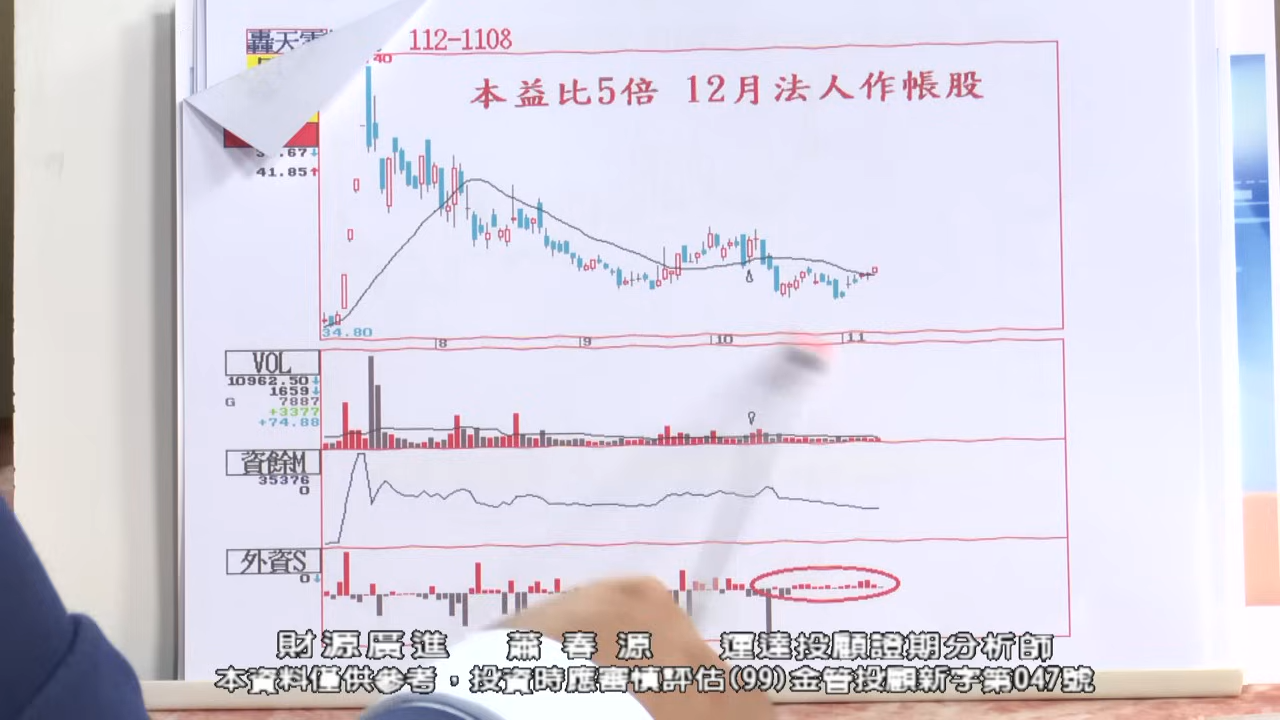 轟天雷 112-1108
本益比5倍 12月法人作帳股
41.85↑
34.80
8 9 10 11
VOL
10962.50↓
1659↓
G 7887
+3377
+74.88
資餘M
35376
0
外資S
0↓
財源廣進 蕭春源 運達投顧證期分析師
本資料僅供參考，投資時應審慎評估(99)金管投顧新字第047號